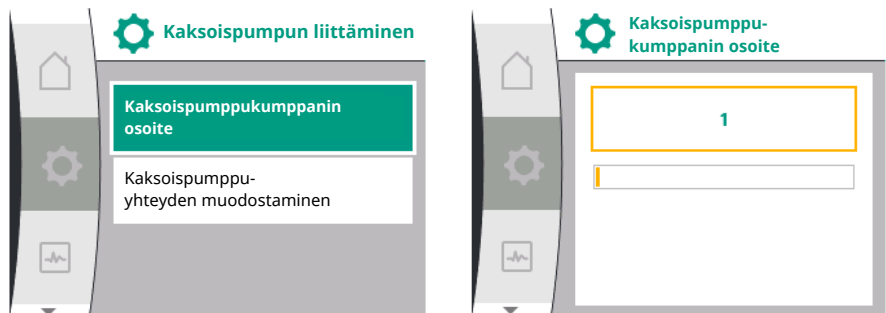 Kaksoispumpun liittäminen
Kaksoispumppukumppanin
osoite
Kaksoispumppu-
yhteyden muodostaminen
Kaksoispumppu-
kumppanin osoite
1